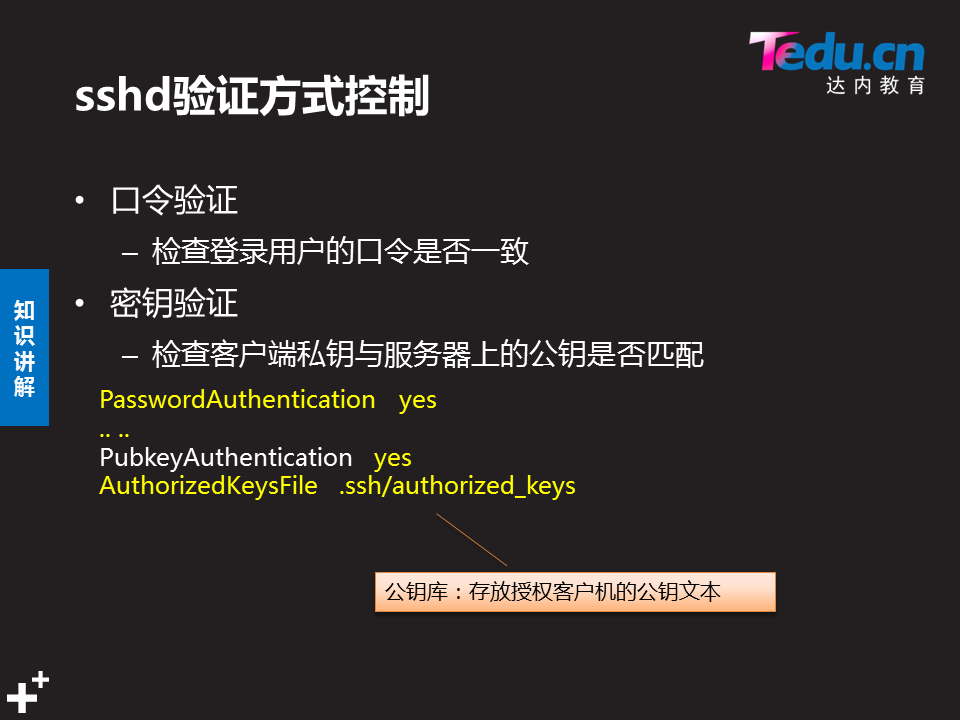 Tedu.cn
达内教育
sshd验证方式控制
• 口令验证
– 检查登录用户的口令是否一致
• 密钥验证
– 检查客户端私钥与服务器上的公钥是否匹配
PasswordAuthentication yes
.. ..
PubkeyAuthentication yes
AuthorizedKeysFile .ssh/authorized_keys
公钥库：存放授权客户机的公钥文本
知识讲解